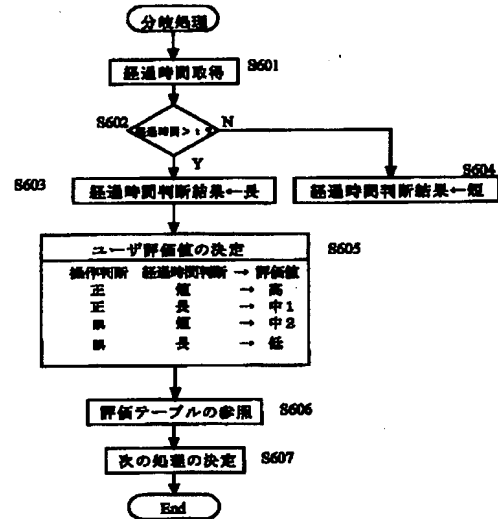 分岐処理
経過時間取得 S601
S602 経過時間> t ? N
Y
S603 経過時間判断結果←長
S604 経過時間判断結果←短
ユーザ評価値の決定 S605
操作判断 経過時間判断 → 評価値
正 短 → 高
正 長 → 中1
誤 短 → 中2
誤 長 → 低
評価テーブルの参照 S606
次の処理の決定 S607
End